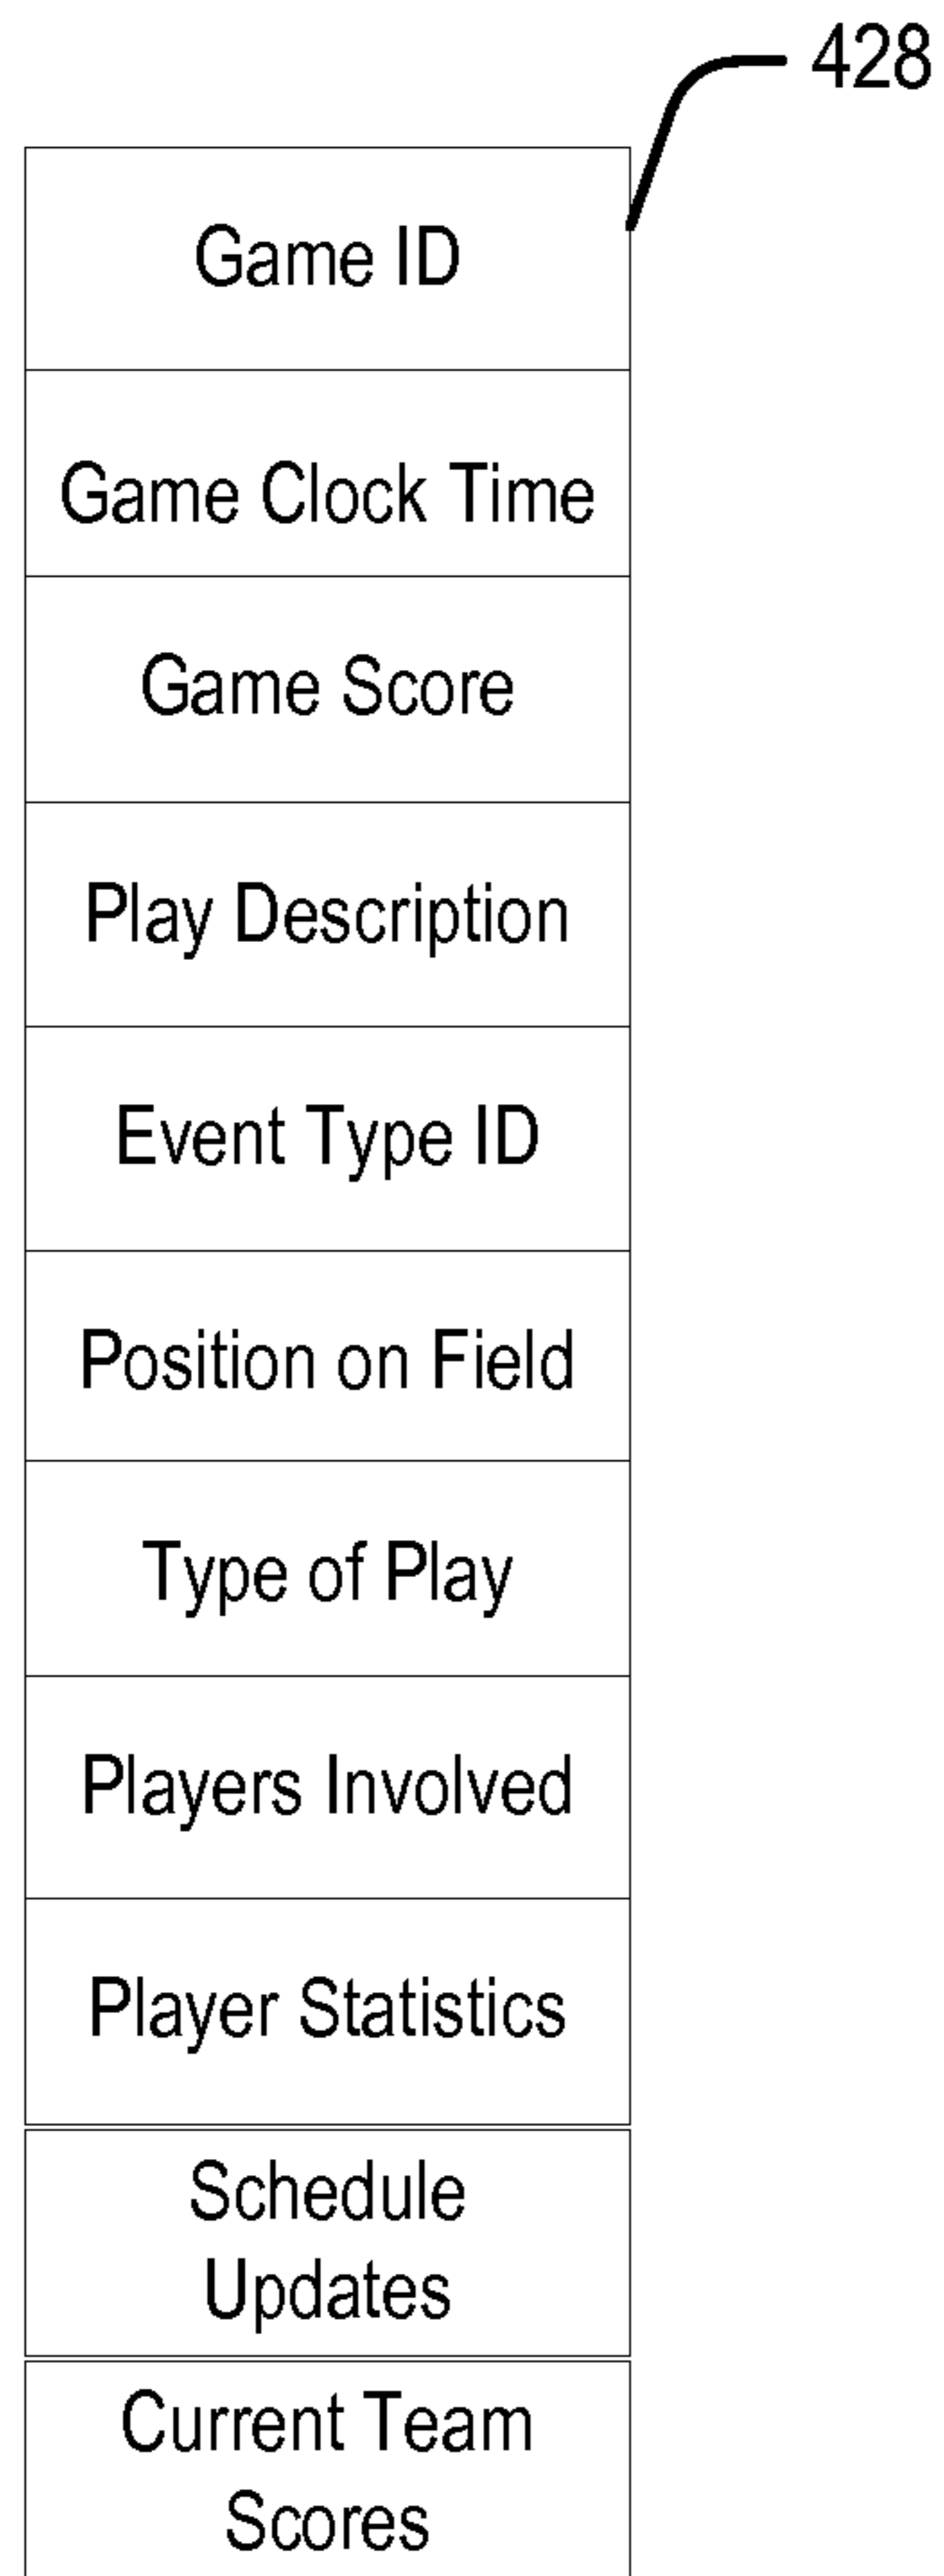 428
Game ID
Game Clock Time
Game Score
Play Description
Event Type ID
Position on Field
Type of Play
Players Involved
Player Statistics
Schedule
Updates
Current Team
Scores